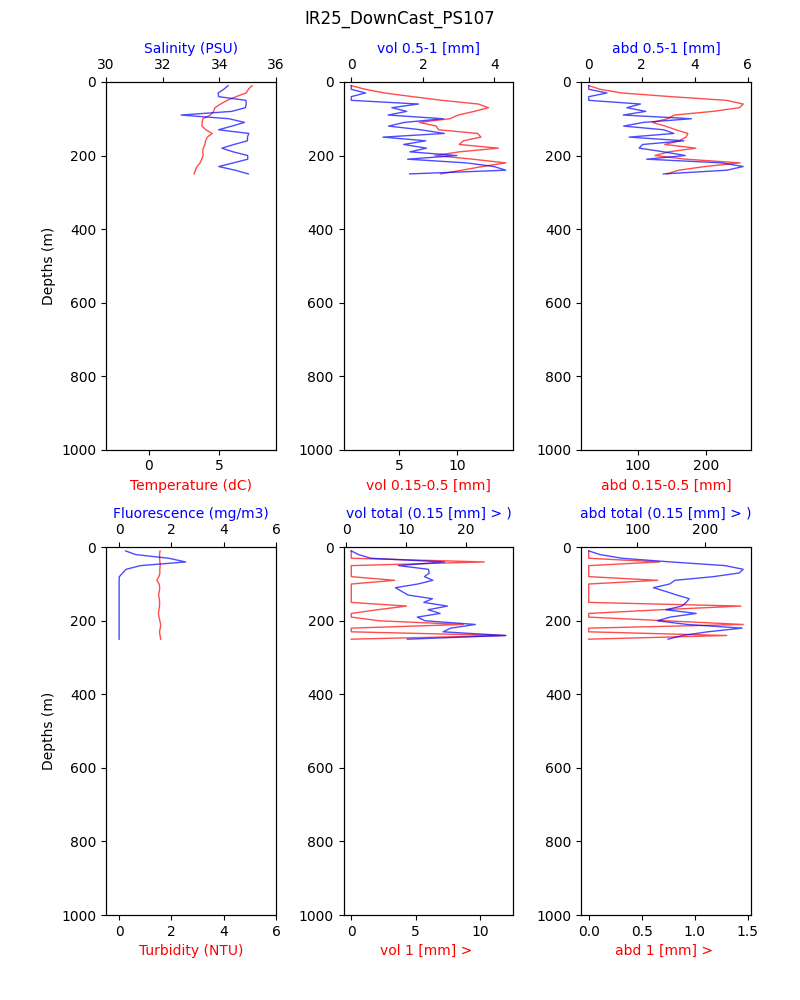 IR25_DownCast_PS107
Salinity (PSU) vol 0.5-1 [mm] abd 0.5-1 [mm]
30 32 34 36 0 2 4 0 2 4 6
0 0 0
200 200 200
400 400 400
600 600 600
800 800 800
1000 1000 1000
Depths (m)
0 5 5 10 100 200
Temperature (dC) vol 0.15-0.5 [mm] abd 0.15-0.5 [mm]
Fluorescence (mg/m3) vol total (0.15 [mm] > ) abd total (0.15 [mm] > )
0 2 4 6 0 10 20 100 200
0 0 0
200 200 200
400 400 400
600 600 600
800 800 800
1000 1000 1000
Depths (m)
0 2 4 6 0 5 10 0.0 0.5 1.0 1.5
Turbidity (NTU) vol 1 [mm] > abd 1 [mm] >